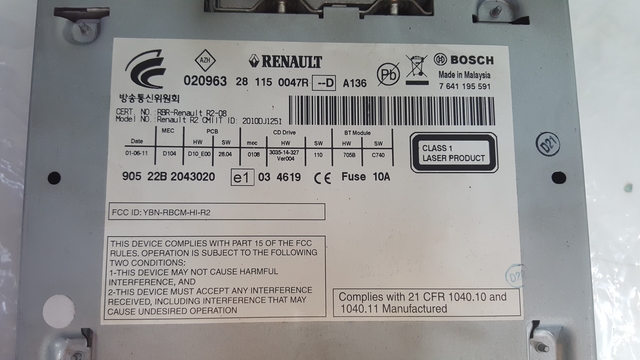 AZH
RENAULT
BOSCH
020963 28 115 0047R --D A136
Pb
Made in Malaysia
7 641 195 591
방송통신위원회
CERT. NO: RBR-Renault R2-08
Model No: Renault R2 CMIIT ID: 2010DJ1251
MEC PCB CD Drive BT Module
Date HW SW mec HW SW HW SW
01-06-11 D104 D10_E00 28.04 0108 3035-14-327 Ver004 110 705B C740
CLASS 1
LASER PRODUCT
D21
905 22B 2043020 e1 03 4619 CE Fuse 10A
FCC ID: YBN-RBCM-HI-R2
THIS DEVICE COMPLIES WITH PART 15 OF THE FCC
RULES. OPERATION IS SUBJECT TO THE FOLLOWING
TWO CONDITIONS:
1-THIS DEVICE MAY NOT CAUSE HARMFUL
INTERFERENCE, AND
2-THIS DEVICE MUST ACCEPT ANY INTERFERENCE
RECEIVED, INCLUDING INTERFERENCE THAT MAY
CAUSE UNDESIRED OPERATION
Complies with 21 CFR 1040.10 and
1040.11 Manufactured